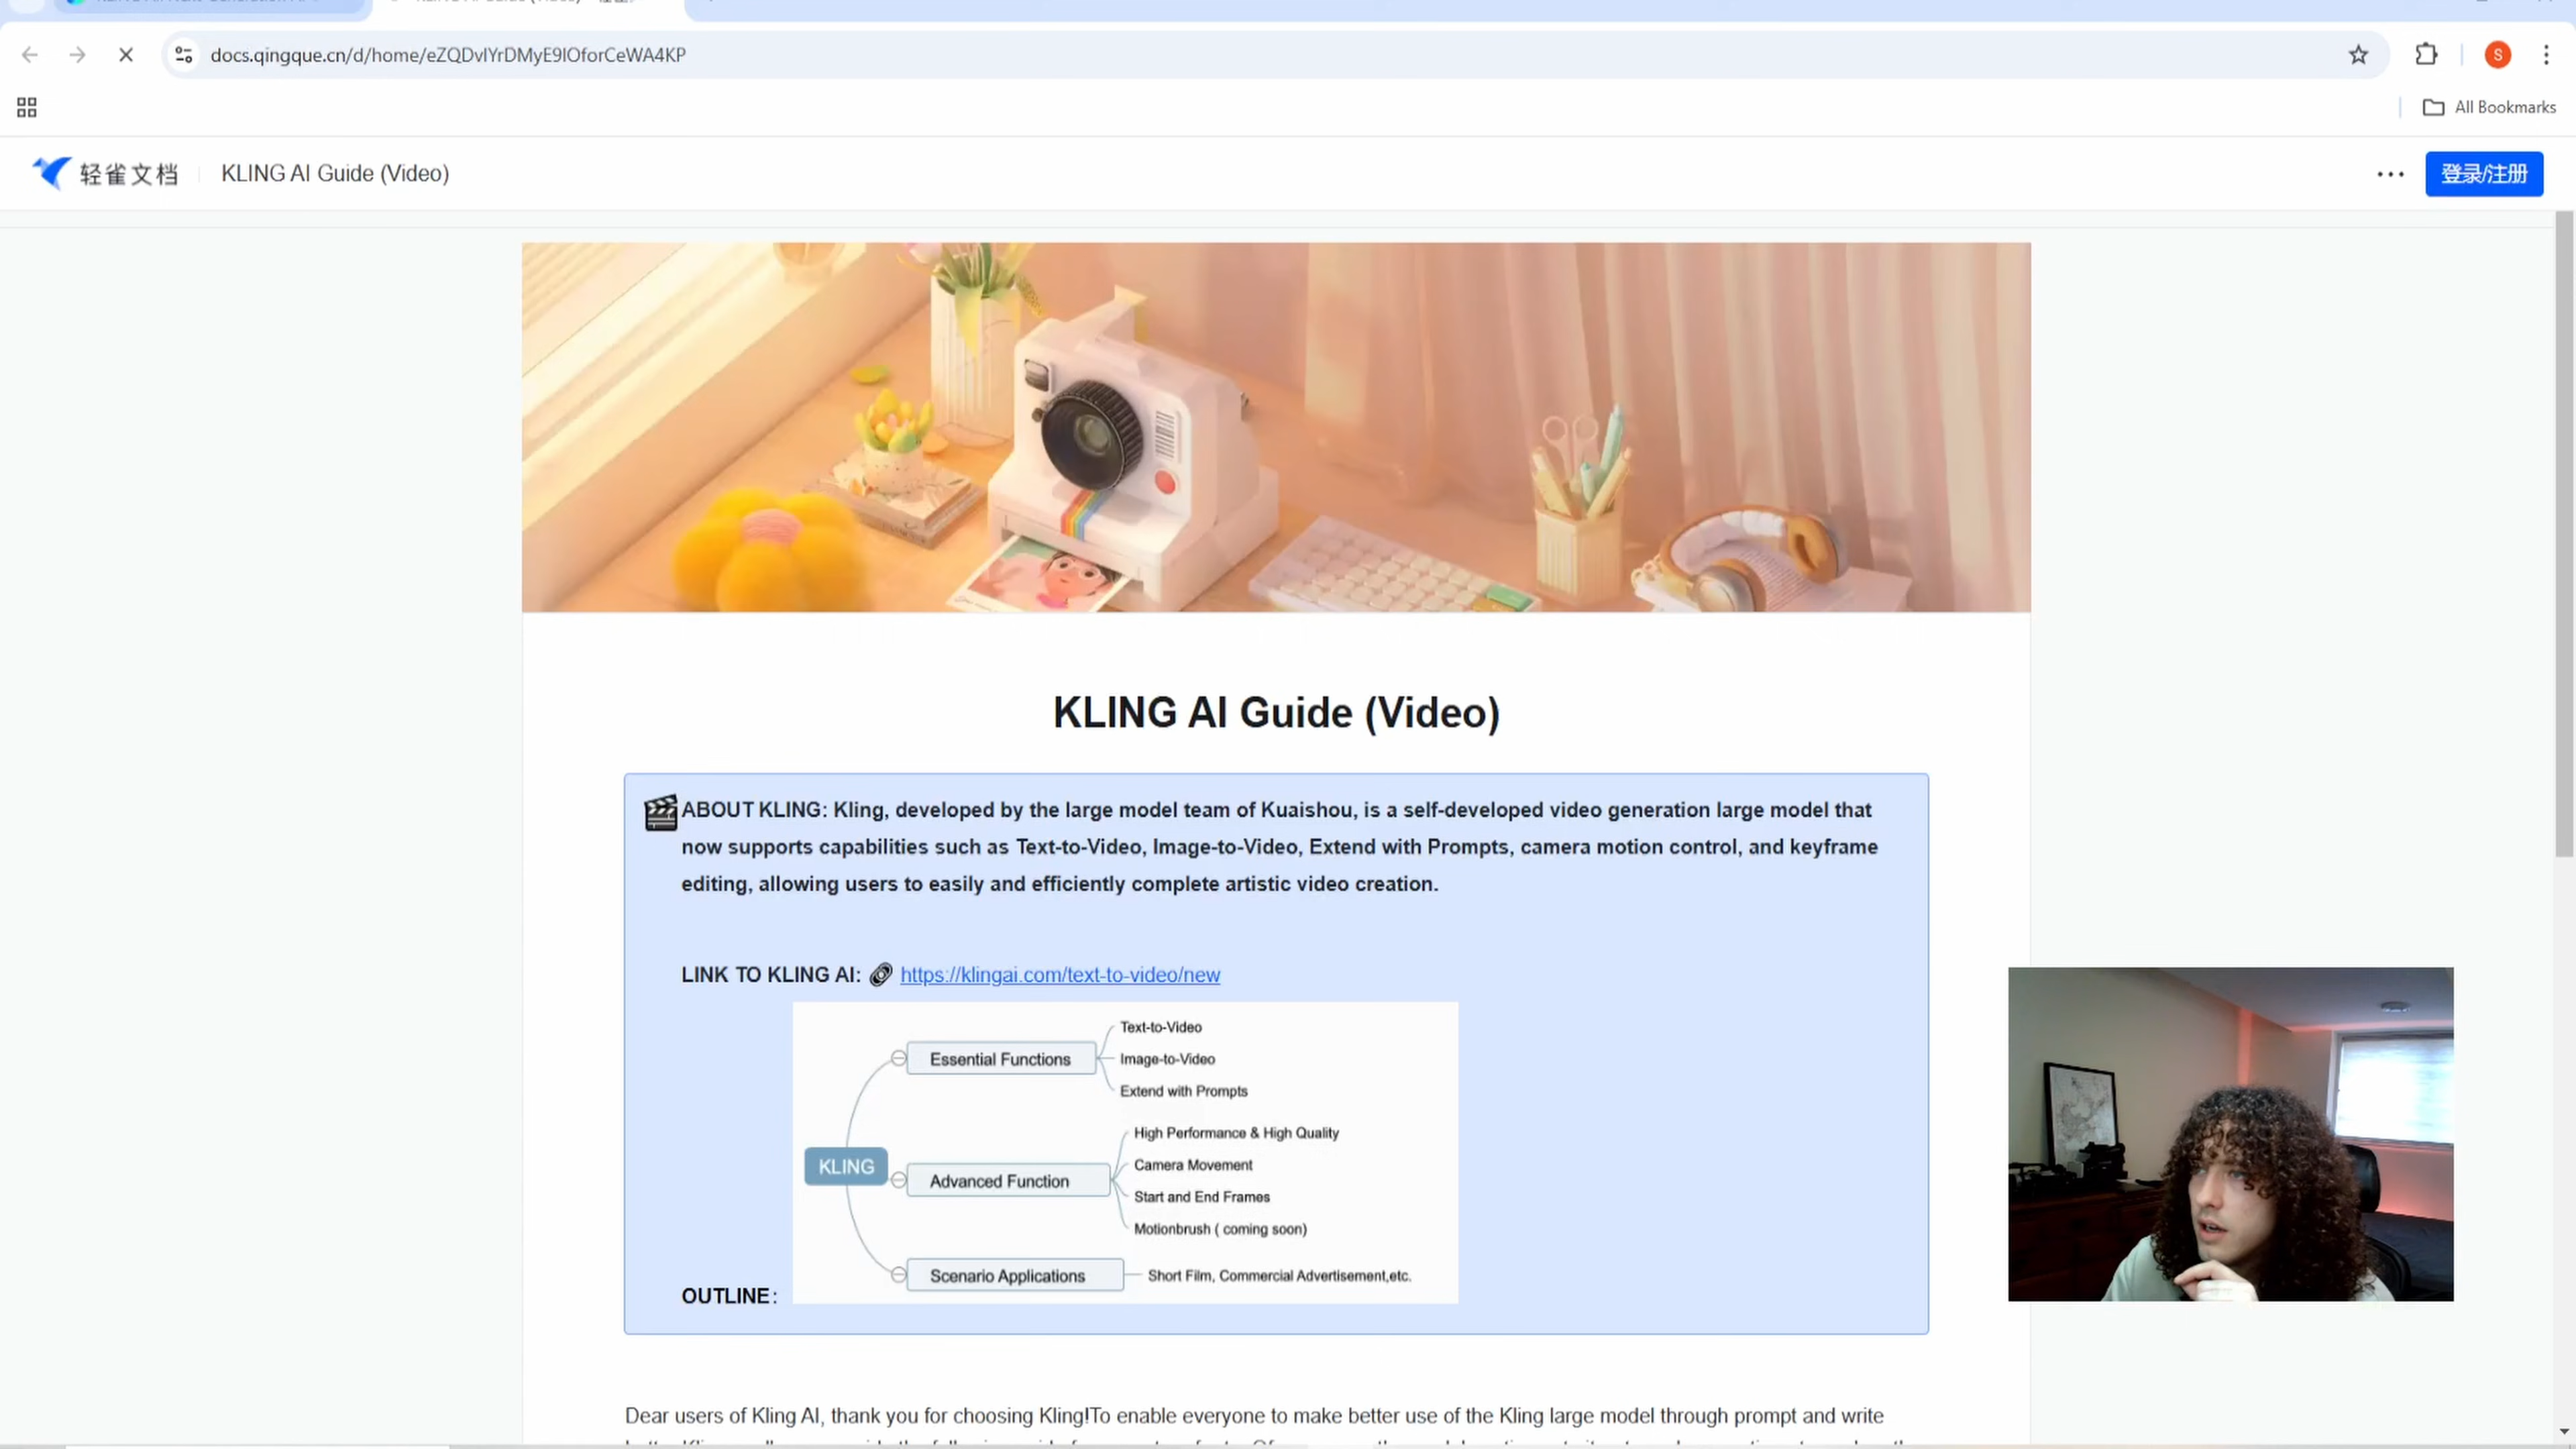 docs.qingque.cn/d/home/eZQDvIYrDMyE9IOforCeWA4KP
S
All Bookmarks
轻雀文档
KLING AI Guide (Video)
登录/注册
KLING AI Guide (Video)
ABOUT KLING: Kling, developed by the large model team of Kuaishou, is a self-developed video generation large model that
now supports capabilities such as Text-to-Video, Image-to-Video, Extend with Prompts, camera motion control, and keyframe
editing, allowing users to easily and efficiently complete artistic video creation.
LINK TO KLING AI: https://klingai.com/text-to-video/new
Text-to-Video
Essential Functions
Image-to-Video
Extend with Prompts
High Performance & High Quality
KLING
Camera Movement
Advanced Function
Start and End Frames
Motionbrush ( coming soon)
Scenario Applications
Short Film, Commercial Advertisement,etc.
OUTLINE:
Dear users of Kling AI, thank you for choosing Kling!To enable everyone to make better use of the Kling large model through prompt and write